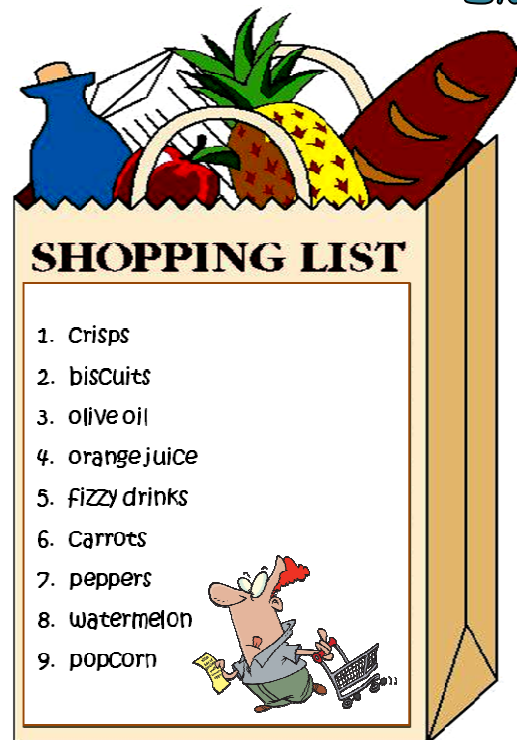 SHOPPING LIST
1. crisps
2. biscuits
3. olive oil
4. orange juice
5. fizzy drinks
6. carrots
7. peppers
8. watermelon
9. popcorn